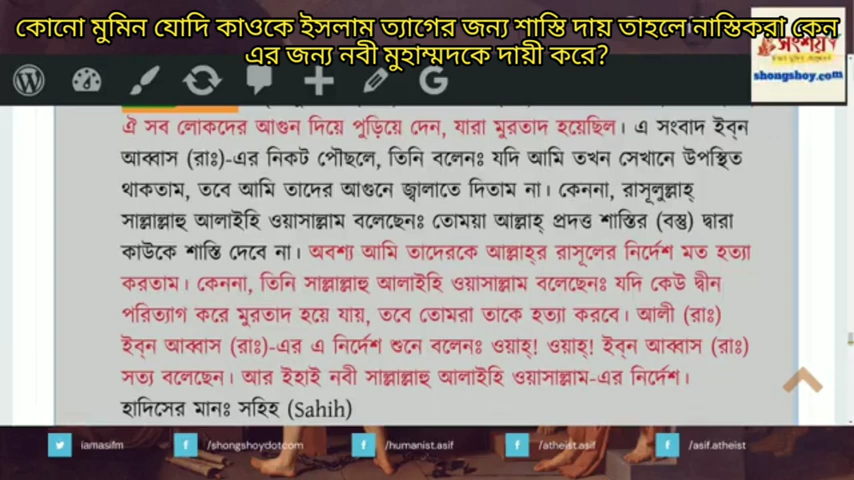 কোনো মুমিন যোদি কাওকে ইসলাম ত্যাগের জন্য শাস্তি দায় তাহলে নাস্তিকরা কেন
এর জন্য নবী মুহাম্মদকে দায়ী করে?
সংশয়
shongshoy.com
ঐ সব লোকদের আগুন দিয়ে পুড়িয়ে দেন, যারা মুরতাদ হয়েছিল। এ সংবাদ ইব্‌ন
আব্বাস (রাঃ)-এর নিকট পৌছলে, তিনি বলেনঃ যদি আমি তখন সেখানে উপস্থিত
থাকতাম, তবে আমি তাদের আগুনে জ্বালাতে দিতাম না। কেননা, রাসূলুল্লাহ্
সাল্লাল্লাহু আলাইহি ওয়াসাল্লাম বলেছেনঃ তোময়া আল্লাহ্ প্রদত্ত শাস্তির (বস্তু) দ্বারা
কাউকে শাস্তি দেবে না। অবশ্য আমি তাদেরকে আল্লাহ্‌র রাসূলের নির্দেশ মত হত্যা
করতাম। কেননা, তিনি সাল্লাল্লাহু আলাইহি ওয়াসাল্লাম বলেছেনঃ যদি কেউ দ্বীন
পরিত্যাগ করে মুরতাদ হয়ে যায়, তবে তোমরা তাকে হত্যা করবে। আলী (রাঃ)
ইব্‌ন আব্বাস (রাঃ)-এর এ নির্দেশ শুনে বলেনঃ ওয়াহ্! ওয়াহ্! ইব্‌ন আব্বাস (রাঃ)
সত্য বলেছেন। আর ইহাই নবী সাল্লাল্লাহু আলাইহি ওয়াসাল্লাম-এর নির্দেশ।
হাদিসের মানঃ সহিহ (Sahih)
iamasifm /shongshoydotcom /humanist.asif /atheist.asif /asif.atheist